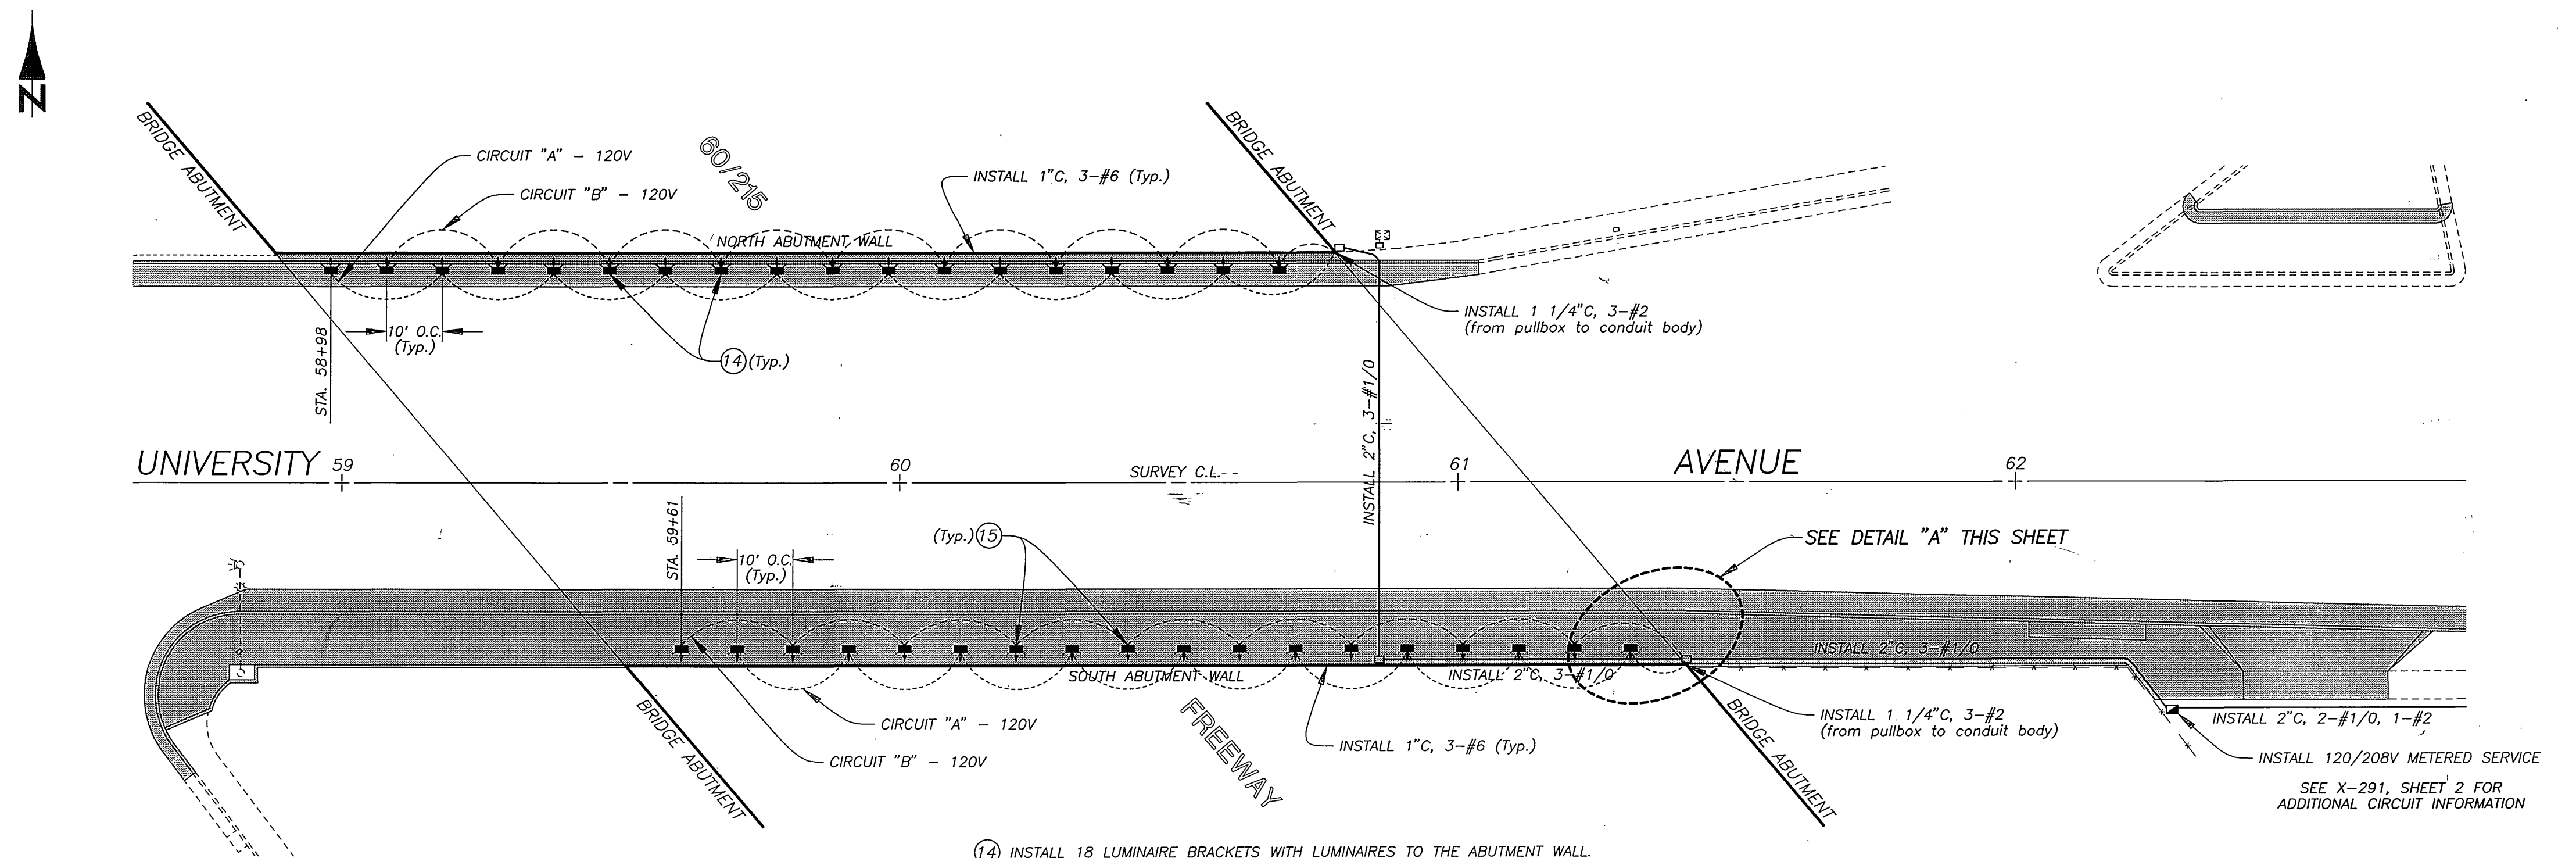 N
BRIDGE ABUTMENT
CIRCUIT "A" - 120V
CIRCUIT "B" - 120V
60/215
INSTALL 1"C, 3-#6 (Typ.)
BRIDGE ABUTMENT
NORTH ABUTMENT WALL
INSTALL 1 1/4"C, 3-#2
(from pullbox to conduit body)
10' O.C.
(Typ.)
STA. 58+98
14 (Typ.)
INSTALL 2"C, 3-#1/0
UNIVERSITY
59
60
SURVEY C.L.
61
AVENUE
62
STA. 59+61
10' O.C.
(Typ.)
(Typ.) 15
SEE DETAIL "A" THIS SHEET
SOUTH ABUTMENT WALL
INSTALL 2"C, 3-#1/0
INSTALL 2"C, 3-#1/0
BRIDGE ABUTMENT
CIRCUIT "A" - 120V
CIRCUIT "B" - 120V
FREEWAY
INSTALL 1"C, 3-#6 (Typ.)
BRIDGE ABUTMENT
INSTALL 1 1/4"C, 3-#2
(from pullbox to conduit body)
INSTALL 2"C, 2-#1/0, 1-#2
INSTALL 120/208V METERED SERVICE
SEE X-291, SHEET 2 FOR
ADDITIONAL CIRCUIT INFORMATION
14 INSTALL 18 LUMINAIRE BRACKETS WITH LUMINAIRES TO THE ABUTMENT WALL.